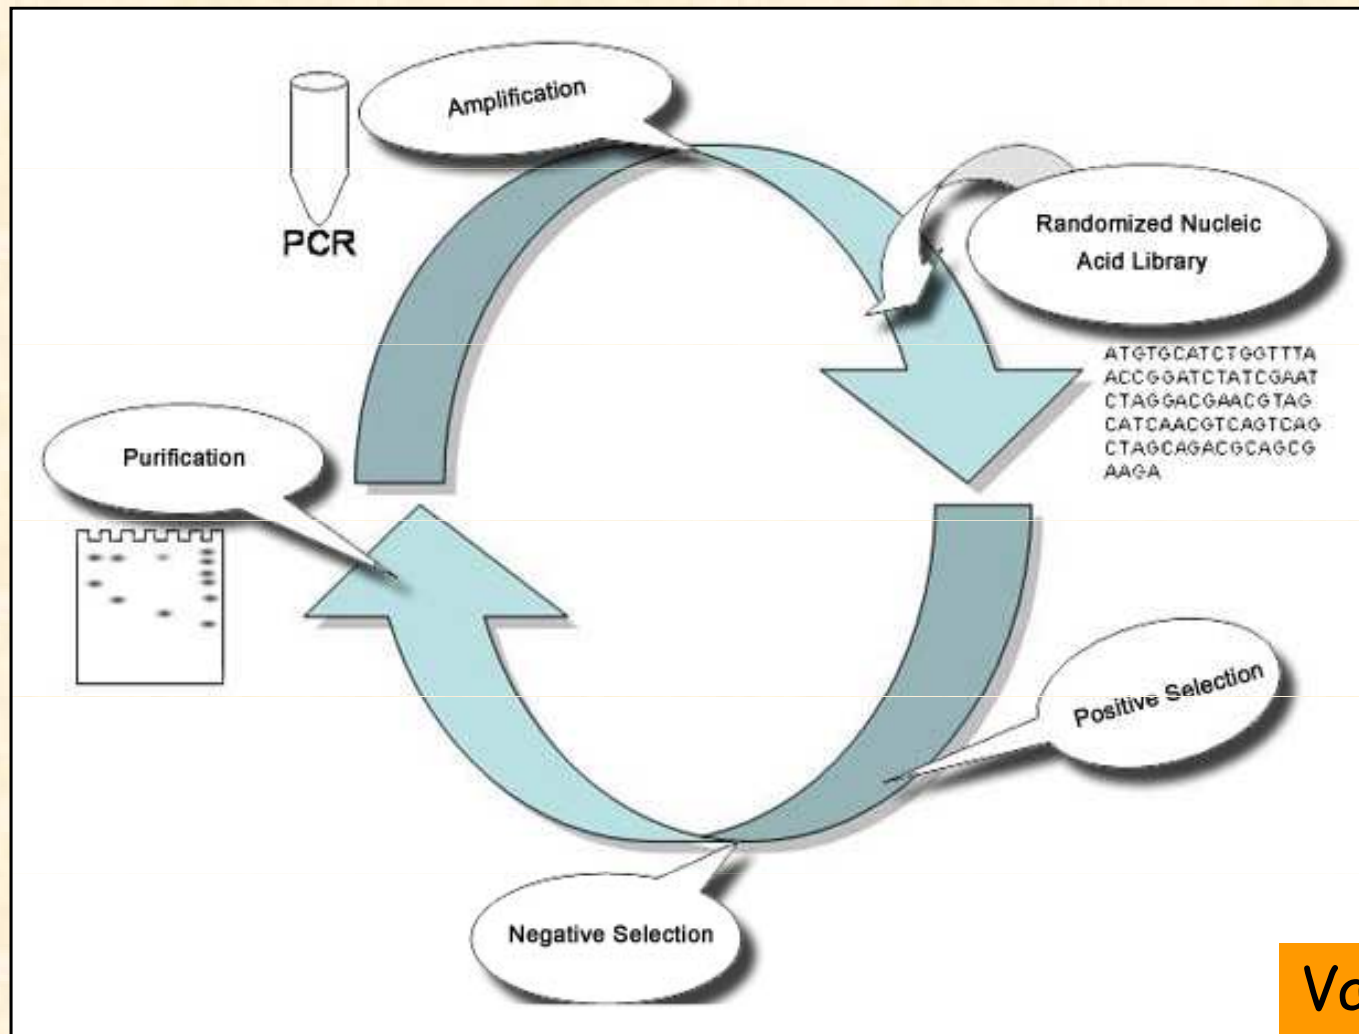 Amplification
PCR
Randomized Nucleic
Acid Library
ATGTGCATCTGGTTTA
ACCGGATCTATCGAAT
CTAGGACGAACGTAG
CATCAACGTCAGTCAG
CTAGCAGACGCAGCG
AAGA
Purification
Positive Selection
Negative Selection